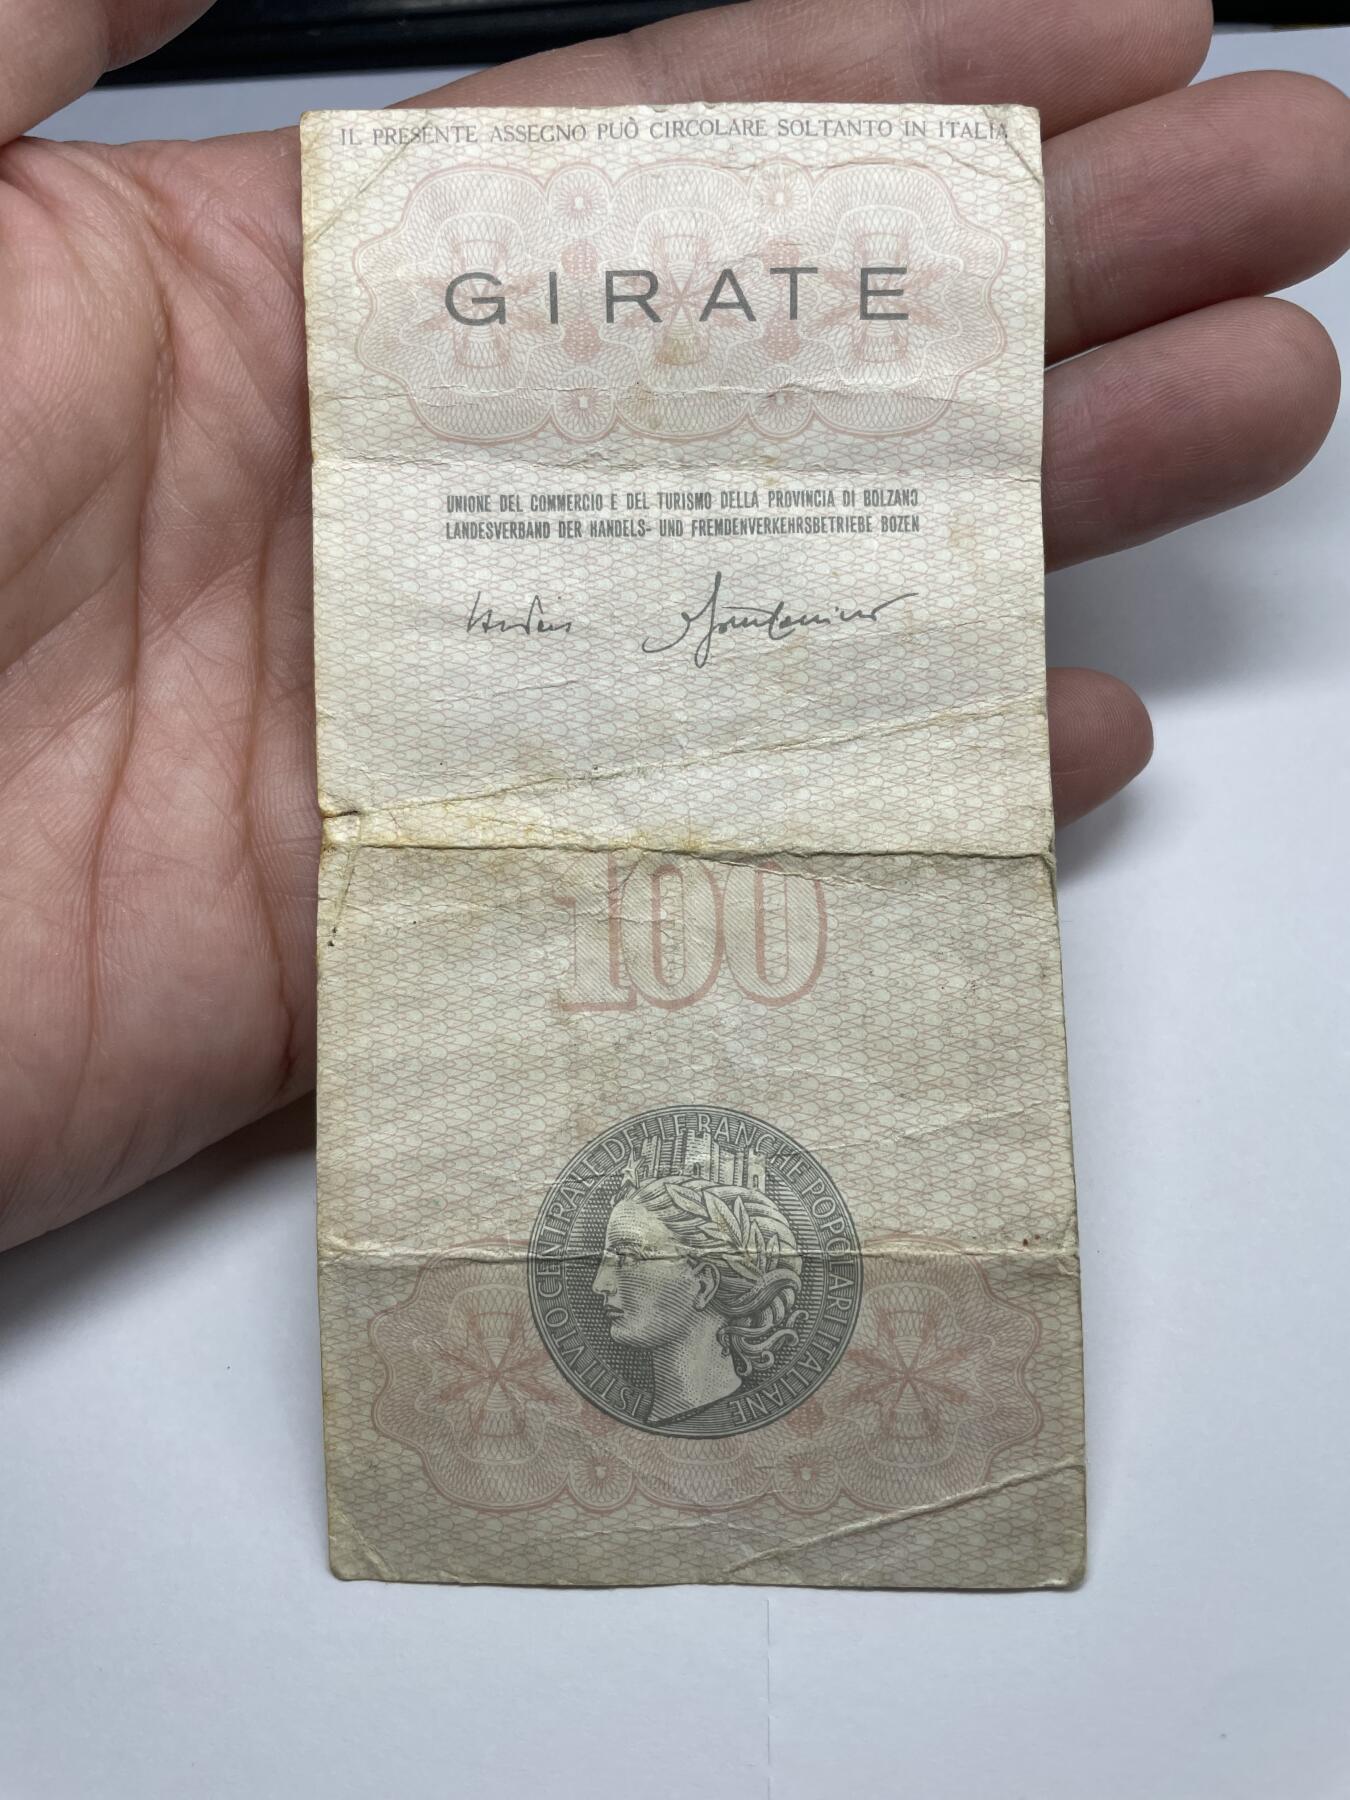 IL PRESENTE ASSEGNO PUÒ CIRCOLARE SOLTANTO IN ITALIA
GIRATE
UNIONE DEL COMMERCIO E DEL TURISMO DELLA PROVINCIA DI BOLZANO
LANDESVERBAND DER HANDELS- UND FREMDENVERKEHRSBETRIEBE BOZEN
100
ISTITVTO CENTRALE DELLE BANCHE POPOLARI ITALIANE